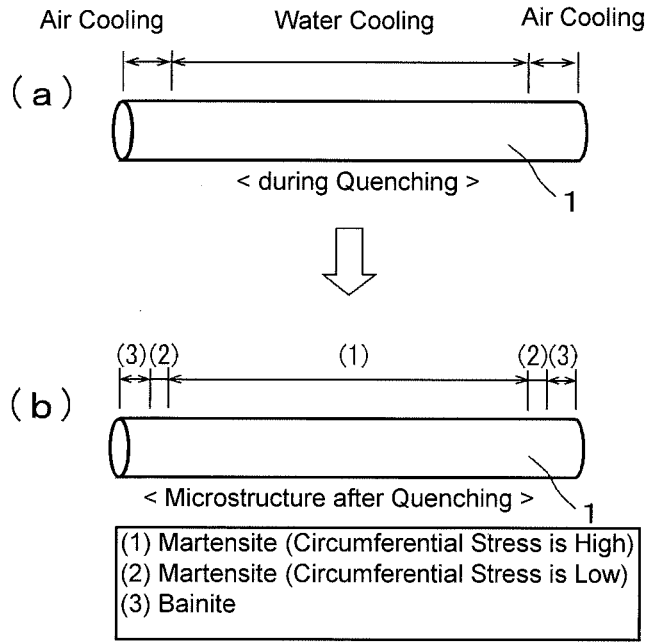 Air Cooling Water Cooling Air Cooling
(a)
< during Quenching >
1
(3) (2) (1) (2) (3)
(b)
< Microstructure after Quenching >
1
(1) Martensite (Circumferential Stress is High)
(2) Martensite (Circumferential Stress is Low)
(3) Bainite